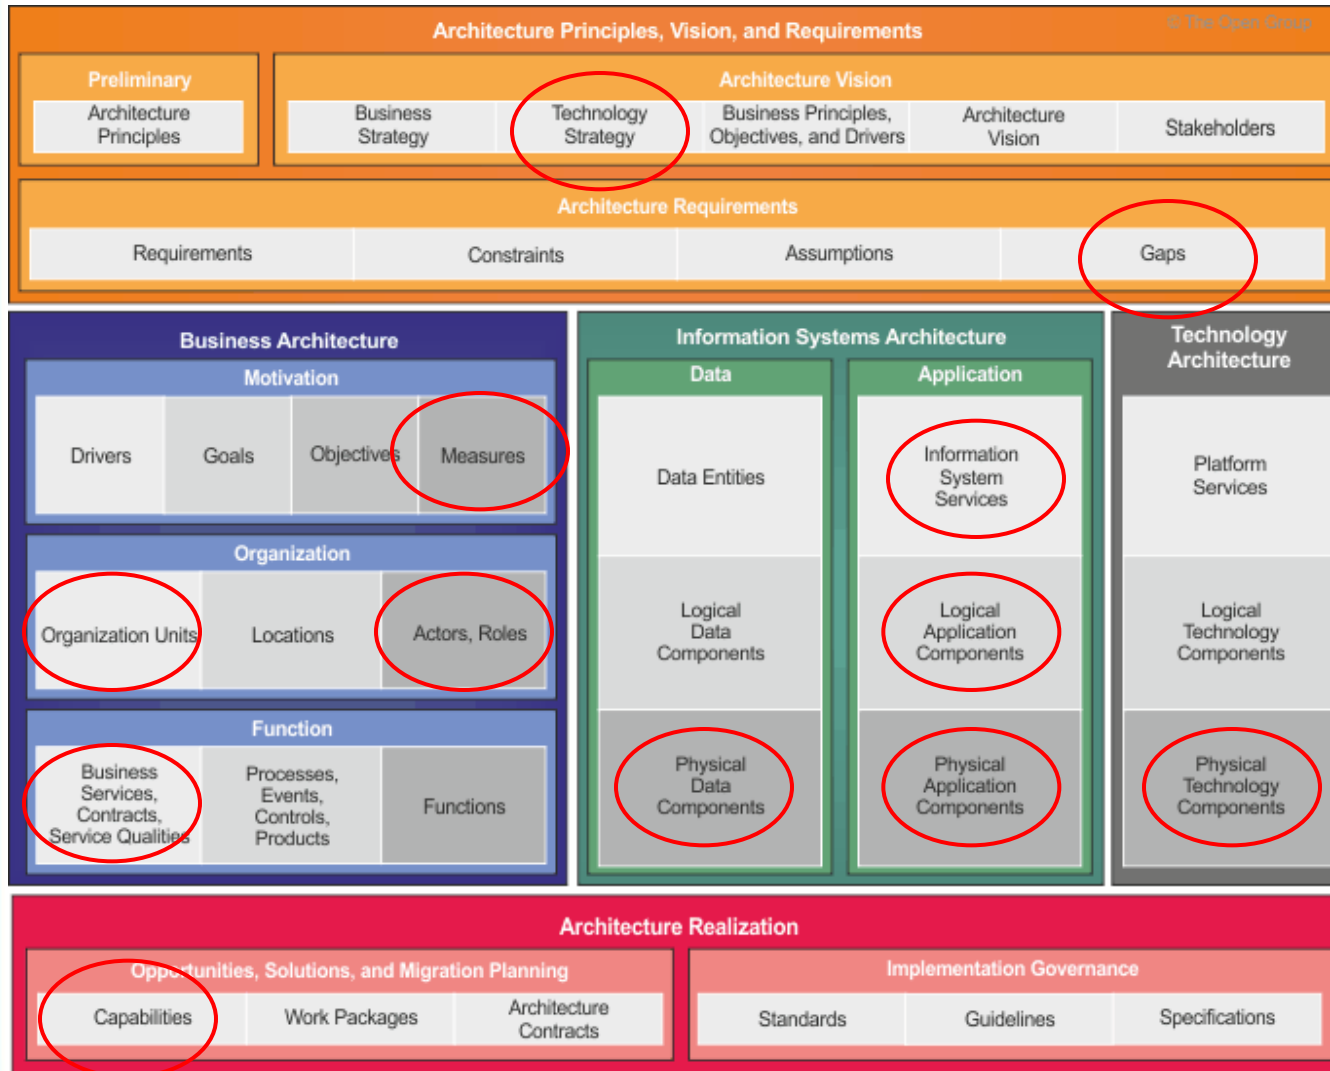 © The Open Group
Architecture Principles, Vision, and Requirements
Preliminary
Architecture
Principles
Architecture Vision
Business
Strategy
Technology
Strategy
Business Principles,
Objectives, and Drivers
Architecture
Vision
Stakeholders
Architecture Requirements
Requirements
Constraints
Assumptions
Gaps
Business Architecture
Motivation
Drivers
Goals
Objectives
Measures
Organization
Organization Units
Locations
Actors, Roles
Function
Business
Services,
Contracts,
Service Qualities
Processes,
Events,
Controls,
Products
Functions
Information Systems Architecture
Data
Data Entities
Logical
Data
Components
Physical
Data
Components
Application
Information
System
Services
Logical
Application
Components
Physical
Application
Components
Technology
Architecture
Platform
Services
Logical
Technology
Components
Physical
Technology
Components
Architecture Realization
Opportunities, Solutions, and Migration Planning
Capabilities
Work Packages
Architecture
Contracts
Implementation Governance
Standards
Guidelines
Specifications